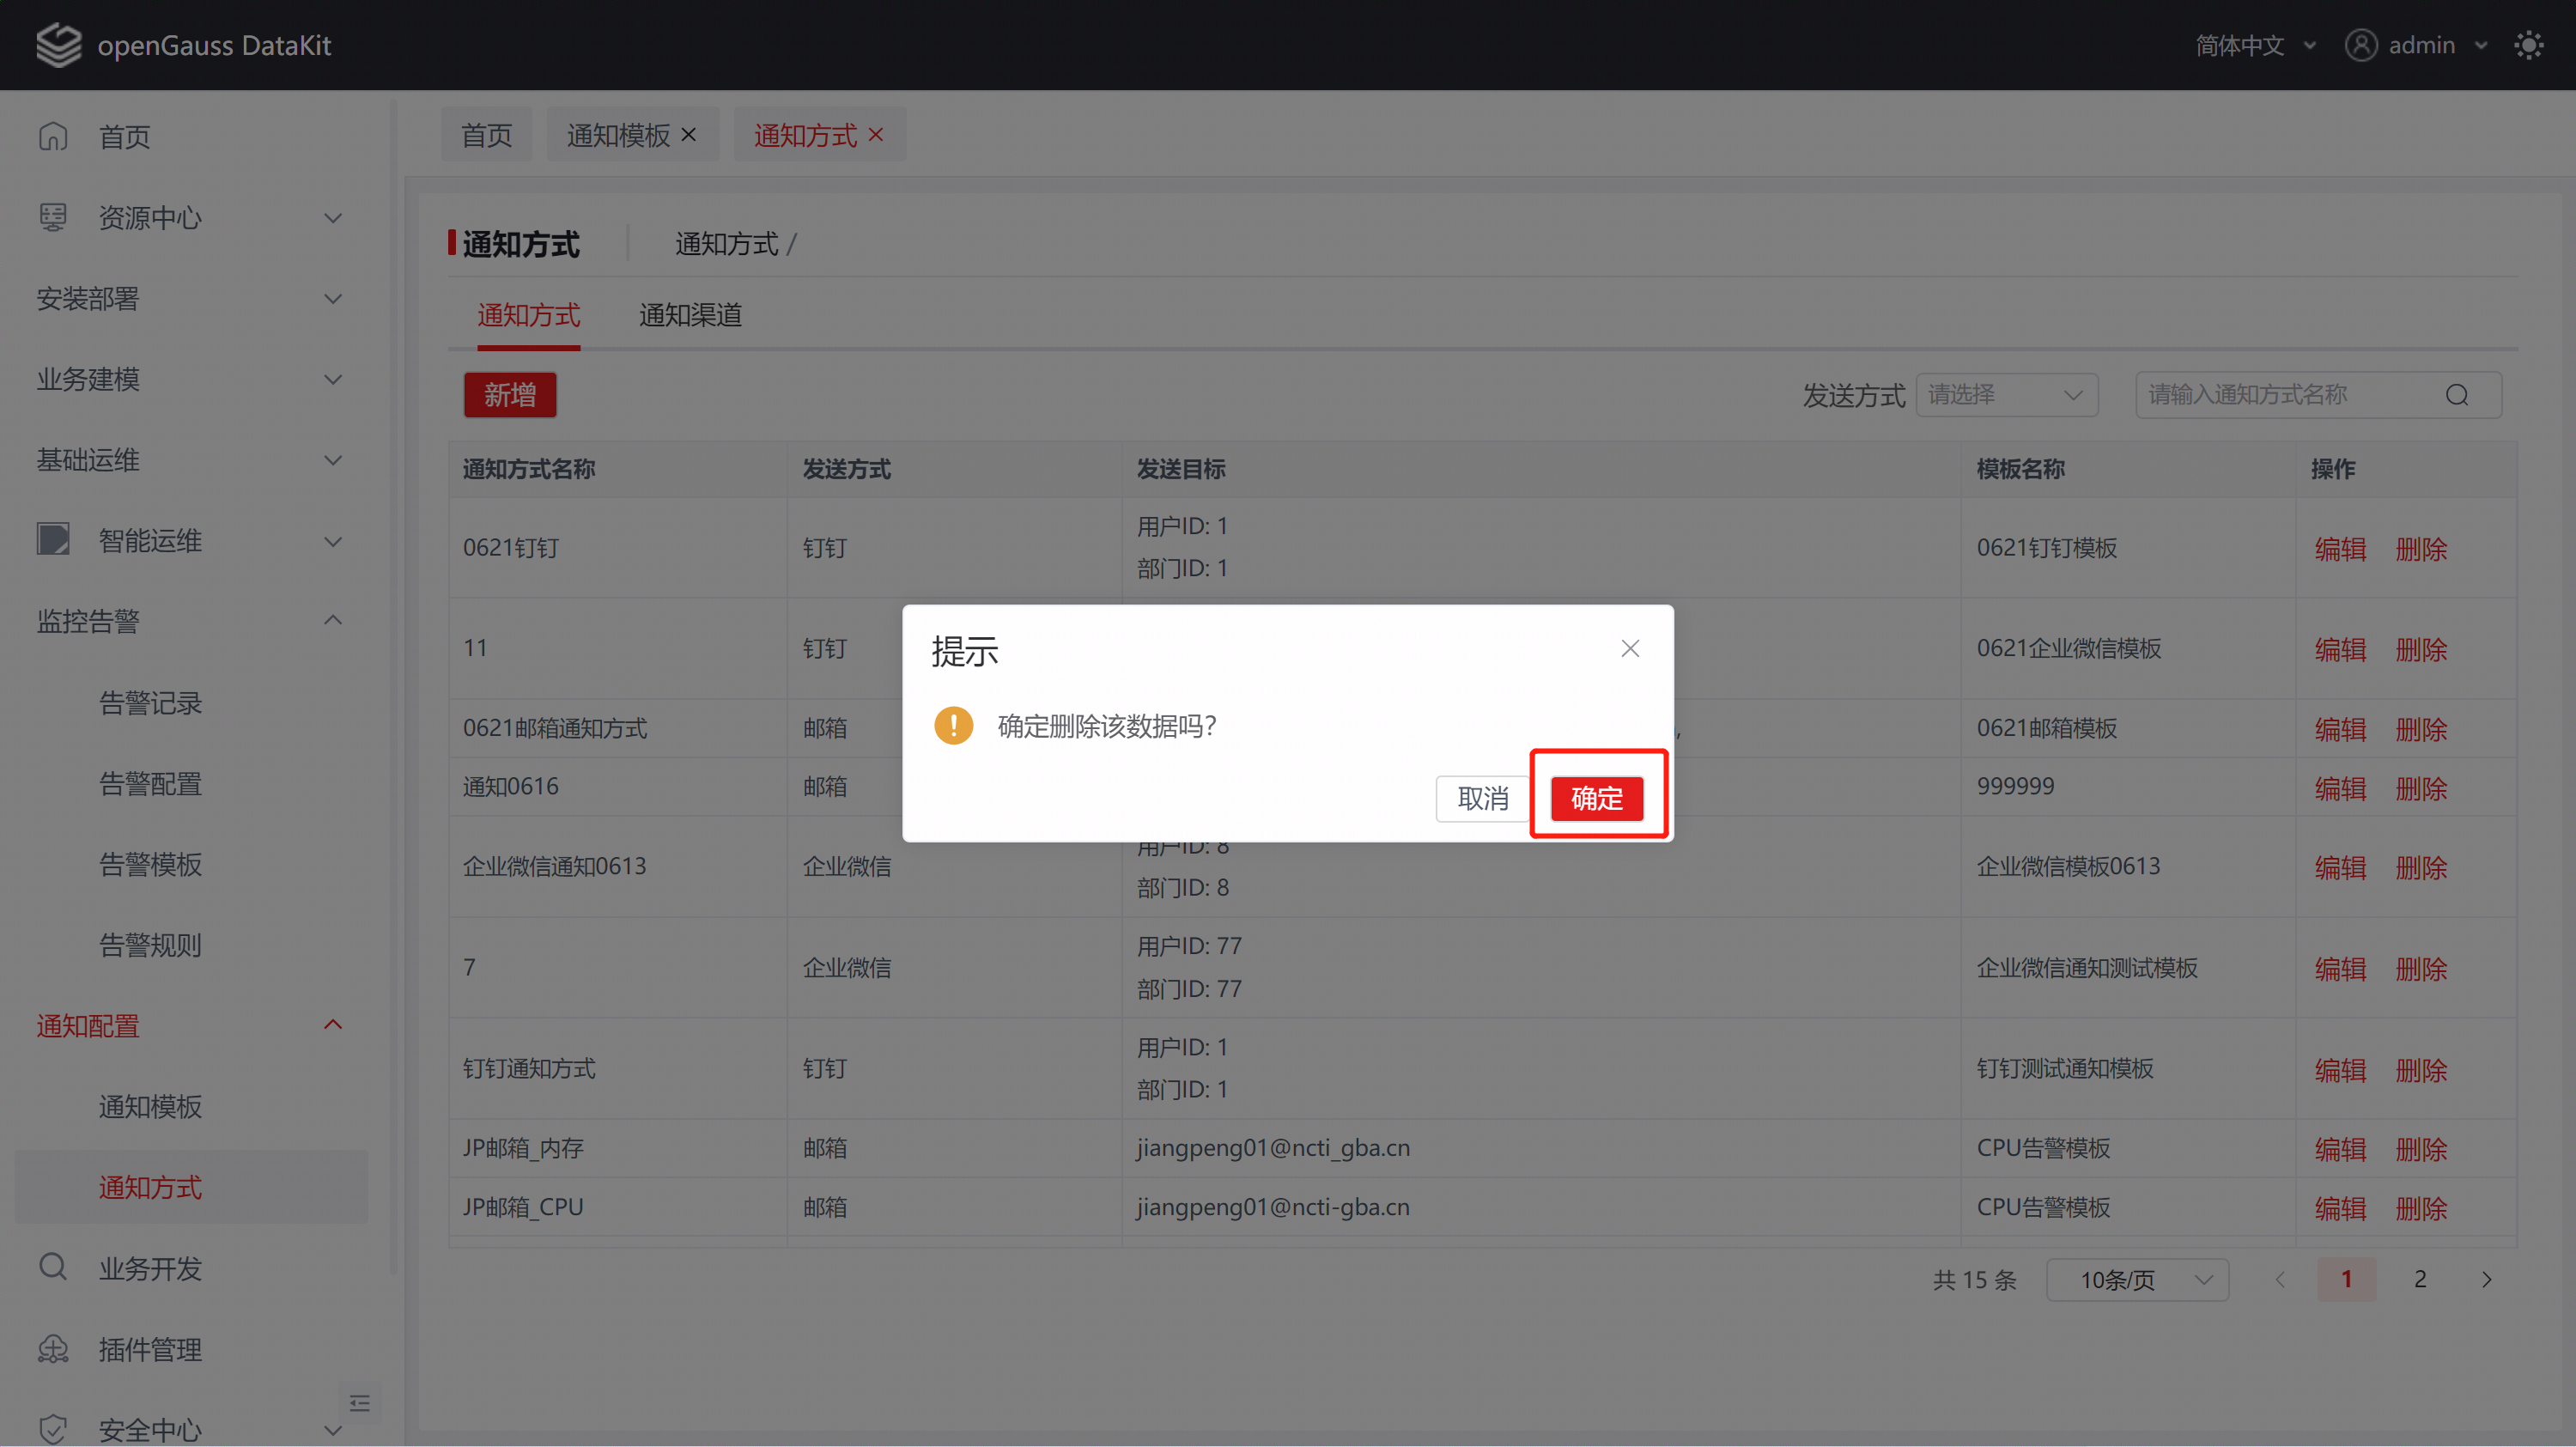 openGauss DataKit
简体中文
admin
首页
资源中心
安装部署
业务建模
基础运维
智能运维
监控告警
告警记录
告警配置
告警模板
告警规则
通知配置
通知模板
通知方式
业务开发
插件管理
安全中心
首页
通知模板
通知方式
通知方式
通知方式 /
通知方式
通知渠道
新增
发送方式
请选择
请输入通知方式名称
通知方式名称 发送方式 发送目标 模板名称 操作
0621钉钉 钉钉 用户ID: 1 0621钉钉模板 编辑 删除
部门ID: 1
11 钉钉 0621企业微信模板 编辑 删除
0621邮箱通知方式 邮箱 , 0621邮箱模板 编辑 删除
通知0616 邮箱 999999 编辑 删除
企业微信通知0613 企业微信 用户ID: 8 企业微信模板0613 编辑 删除
部门ID: 8
7 企业微信 用户ID: 77 企业微信通知测试模板 编辑 删除
部门ID: 77
钉钉通知方式 钉钉 用户ID: 1 钉钉测试通知模板 编辑 删除
部门ID: 1
JP邮箱_内存 邮箱 jiangpeng01@ncti_gba.cn CPU告警模板 编辑 删除
JP邮箱_CPU 邮箱 jiangpeng01@ncti-gba.cn CPU告警模板 编辑 删除
共 15 条 10条/页 1 2
提示
确定删除该数据吗?
取消
确定